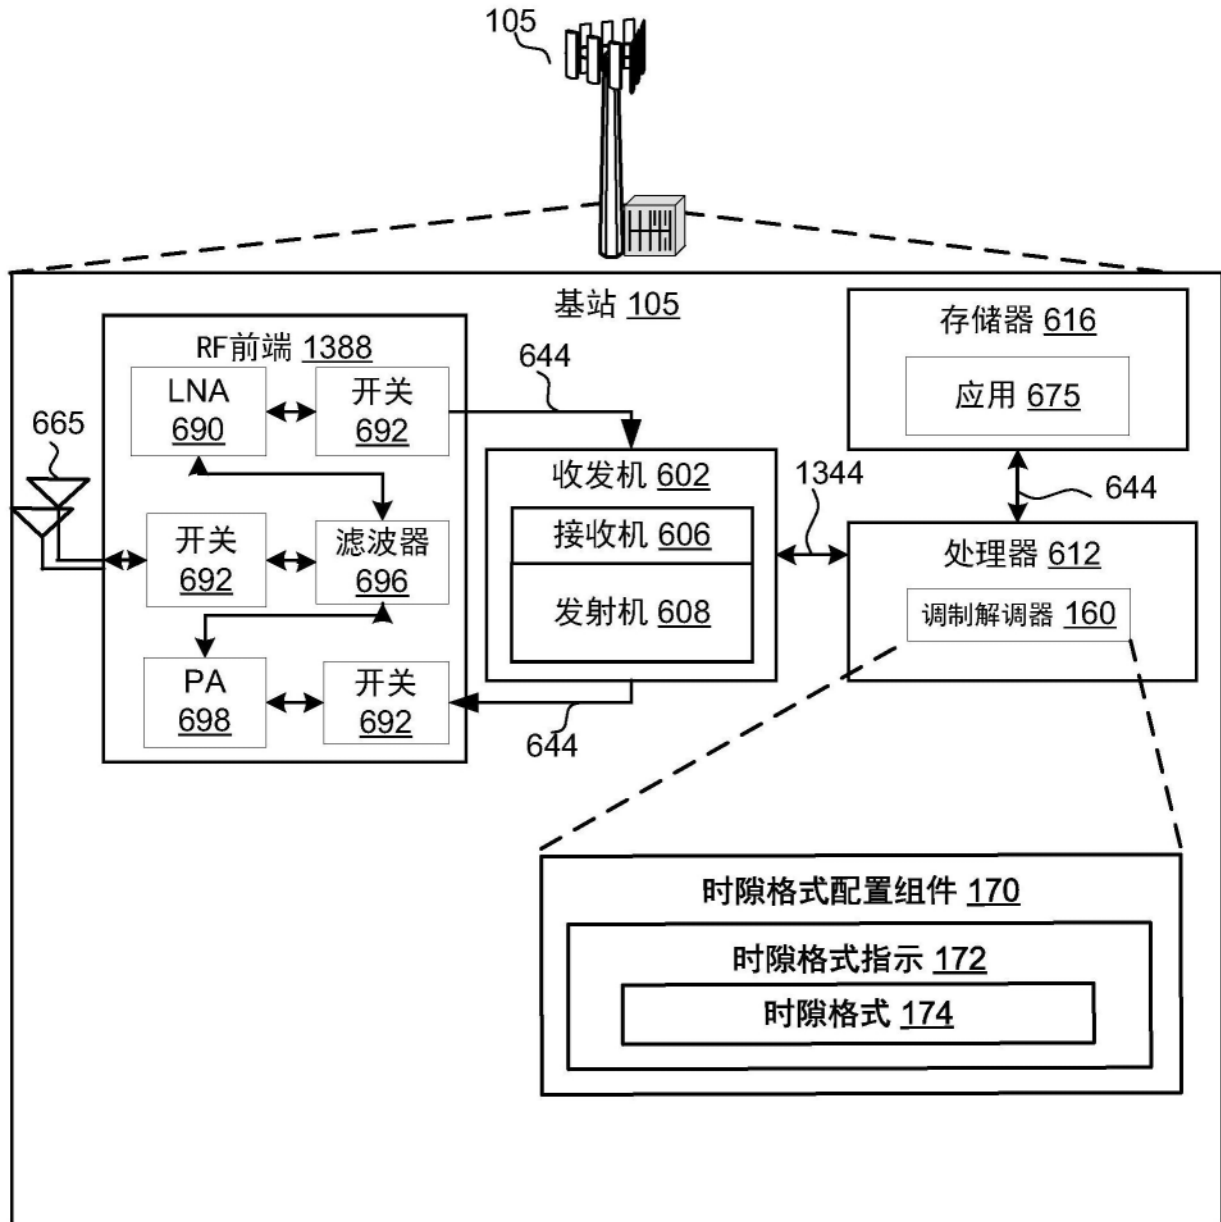 105
基站 105
RF前端 1388
LNA
690
开关
692
644
665
开关
692
滤波器
696
PA
698
开关
692
644
收发机 602
接收机 606
发射机 608
1344
存储器 616
应用 675
644
处理器 612
调制解调器 160
时隙格式配置组件 170
时隙格式指示 172
时隙格式 174